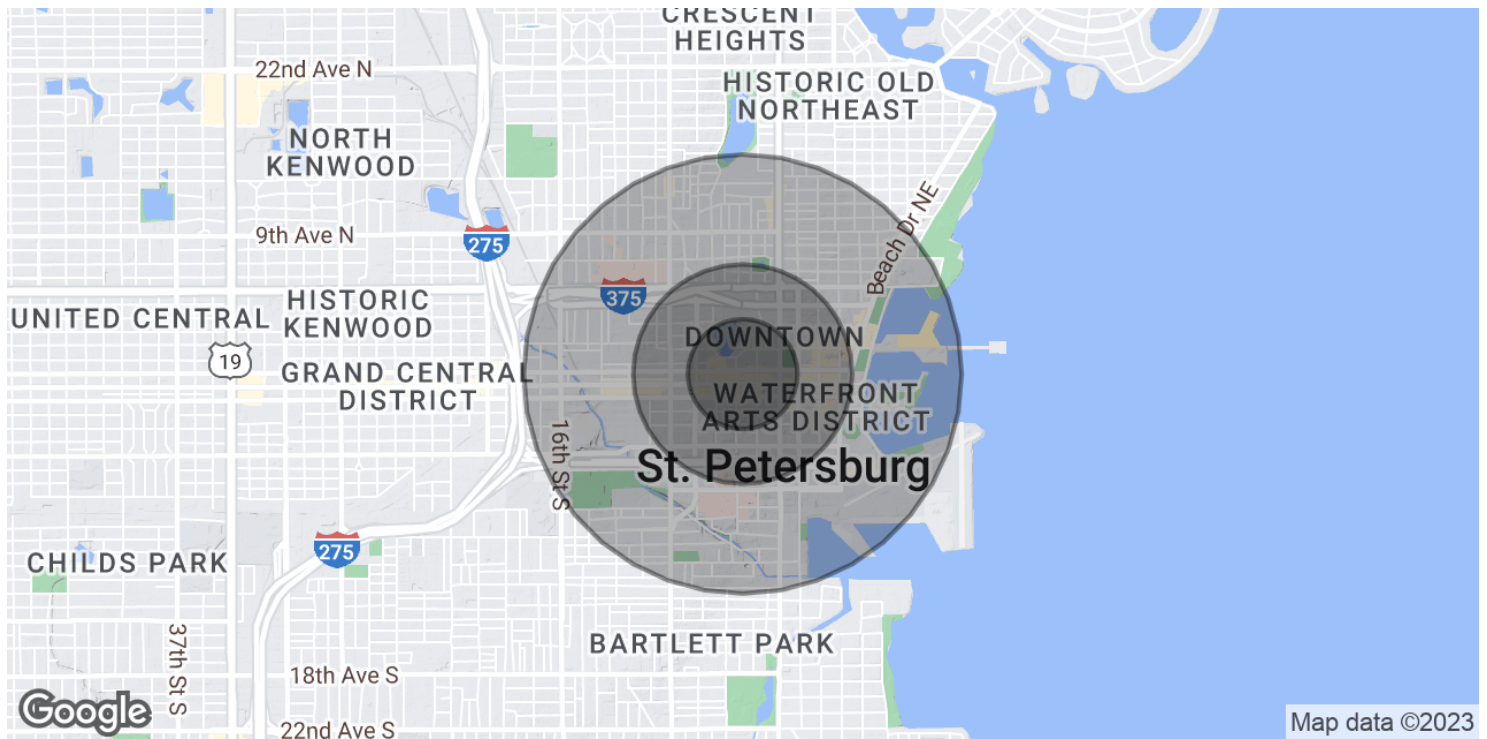 CRESCENT
HEIGHTS
22nd Ave N
HISTORIC OLD
NORTHEAST
NORTH
KENWOOD
Beach Dr NE
9th Ave N
275
375
HISTORIC
KENWOOD
UNITED CENTRAL
DOWNTOWN
19
GRAND CENTRAL
DISTRICT
WATERFRONT
ARTS DISTRICT
16th St S
St. Petersburg
275
CHILDS PARK
37th St S
BARTLETT PARK
18th Ave S
Google
22nd Ave S
Map data ©2023